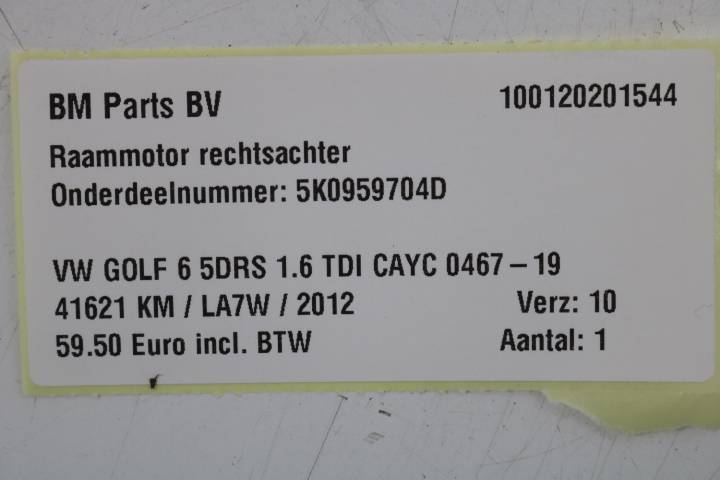 BM Parts BV 100120201544
Raammotor rechtsachter
Onderdeelnummer: 5K0959704D
VW GOLF 6 5DRS 1.6 TDI CAYC 0467 – 19
41621 KM / LA7W / 2012 Verz: 10
59.50 Euro incl. BTW Aantal: 1